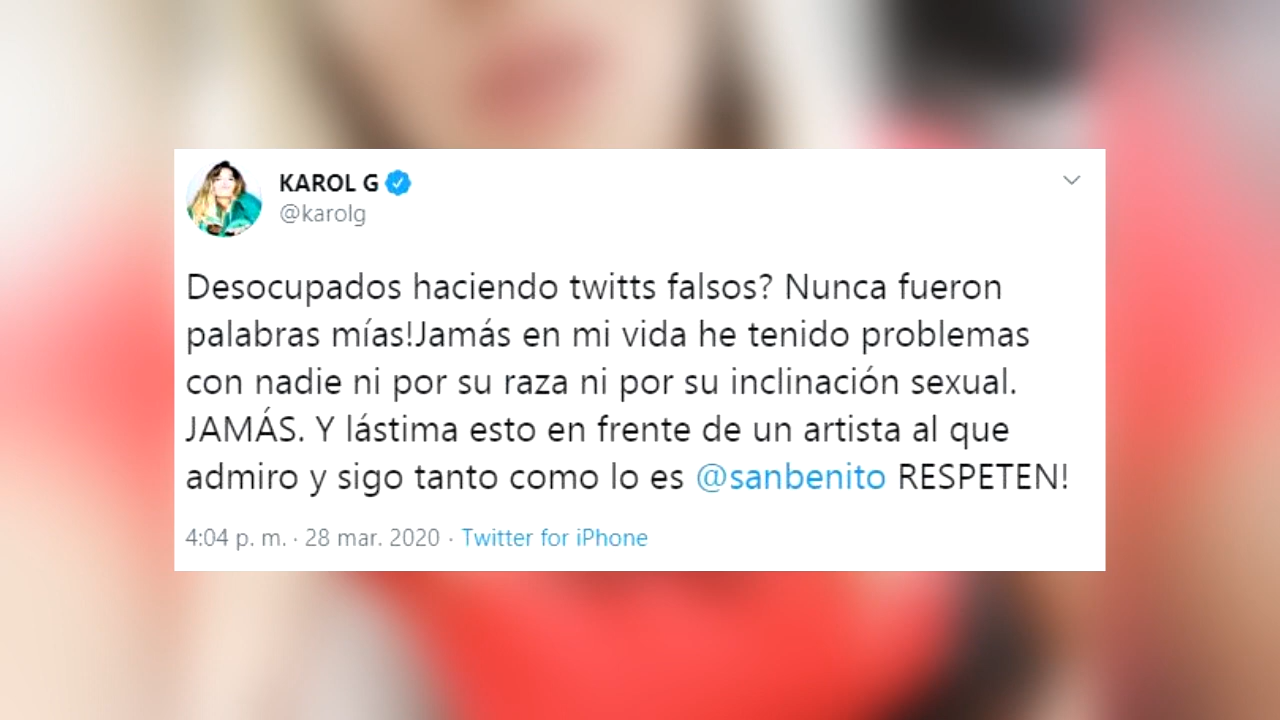 KAROL G
@karolg
Desocupados haciendo twitts falsos? Nunca fueron
palabras mías!Jamás en mi vida he tenido problemas
con nadie ni por su raza ni por su inclinación sexual.
JAMÁS. Y lástima esto en frente de un artista al que
admiro y sigo tanto como lo es @sanbenito RESPETEN!
4:04 p. m. · 28 mar. 2020 · Twitter for iPhone